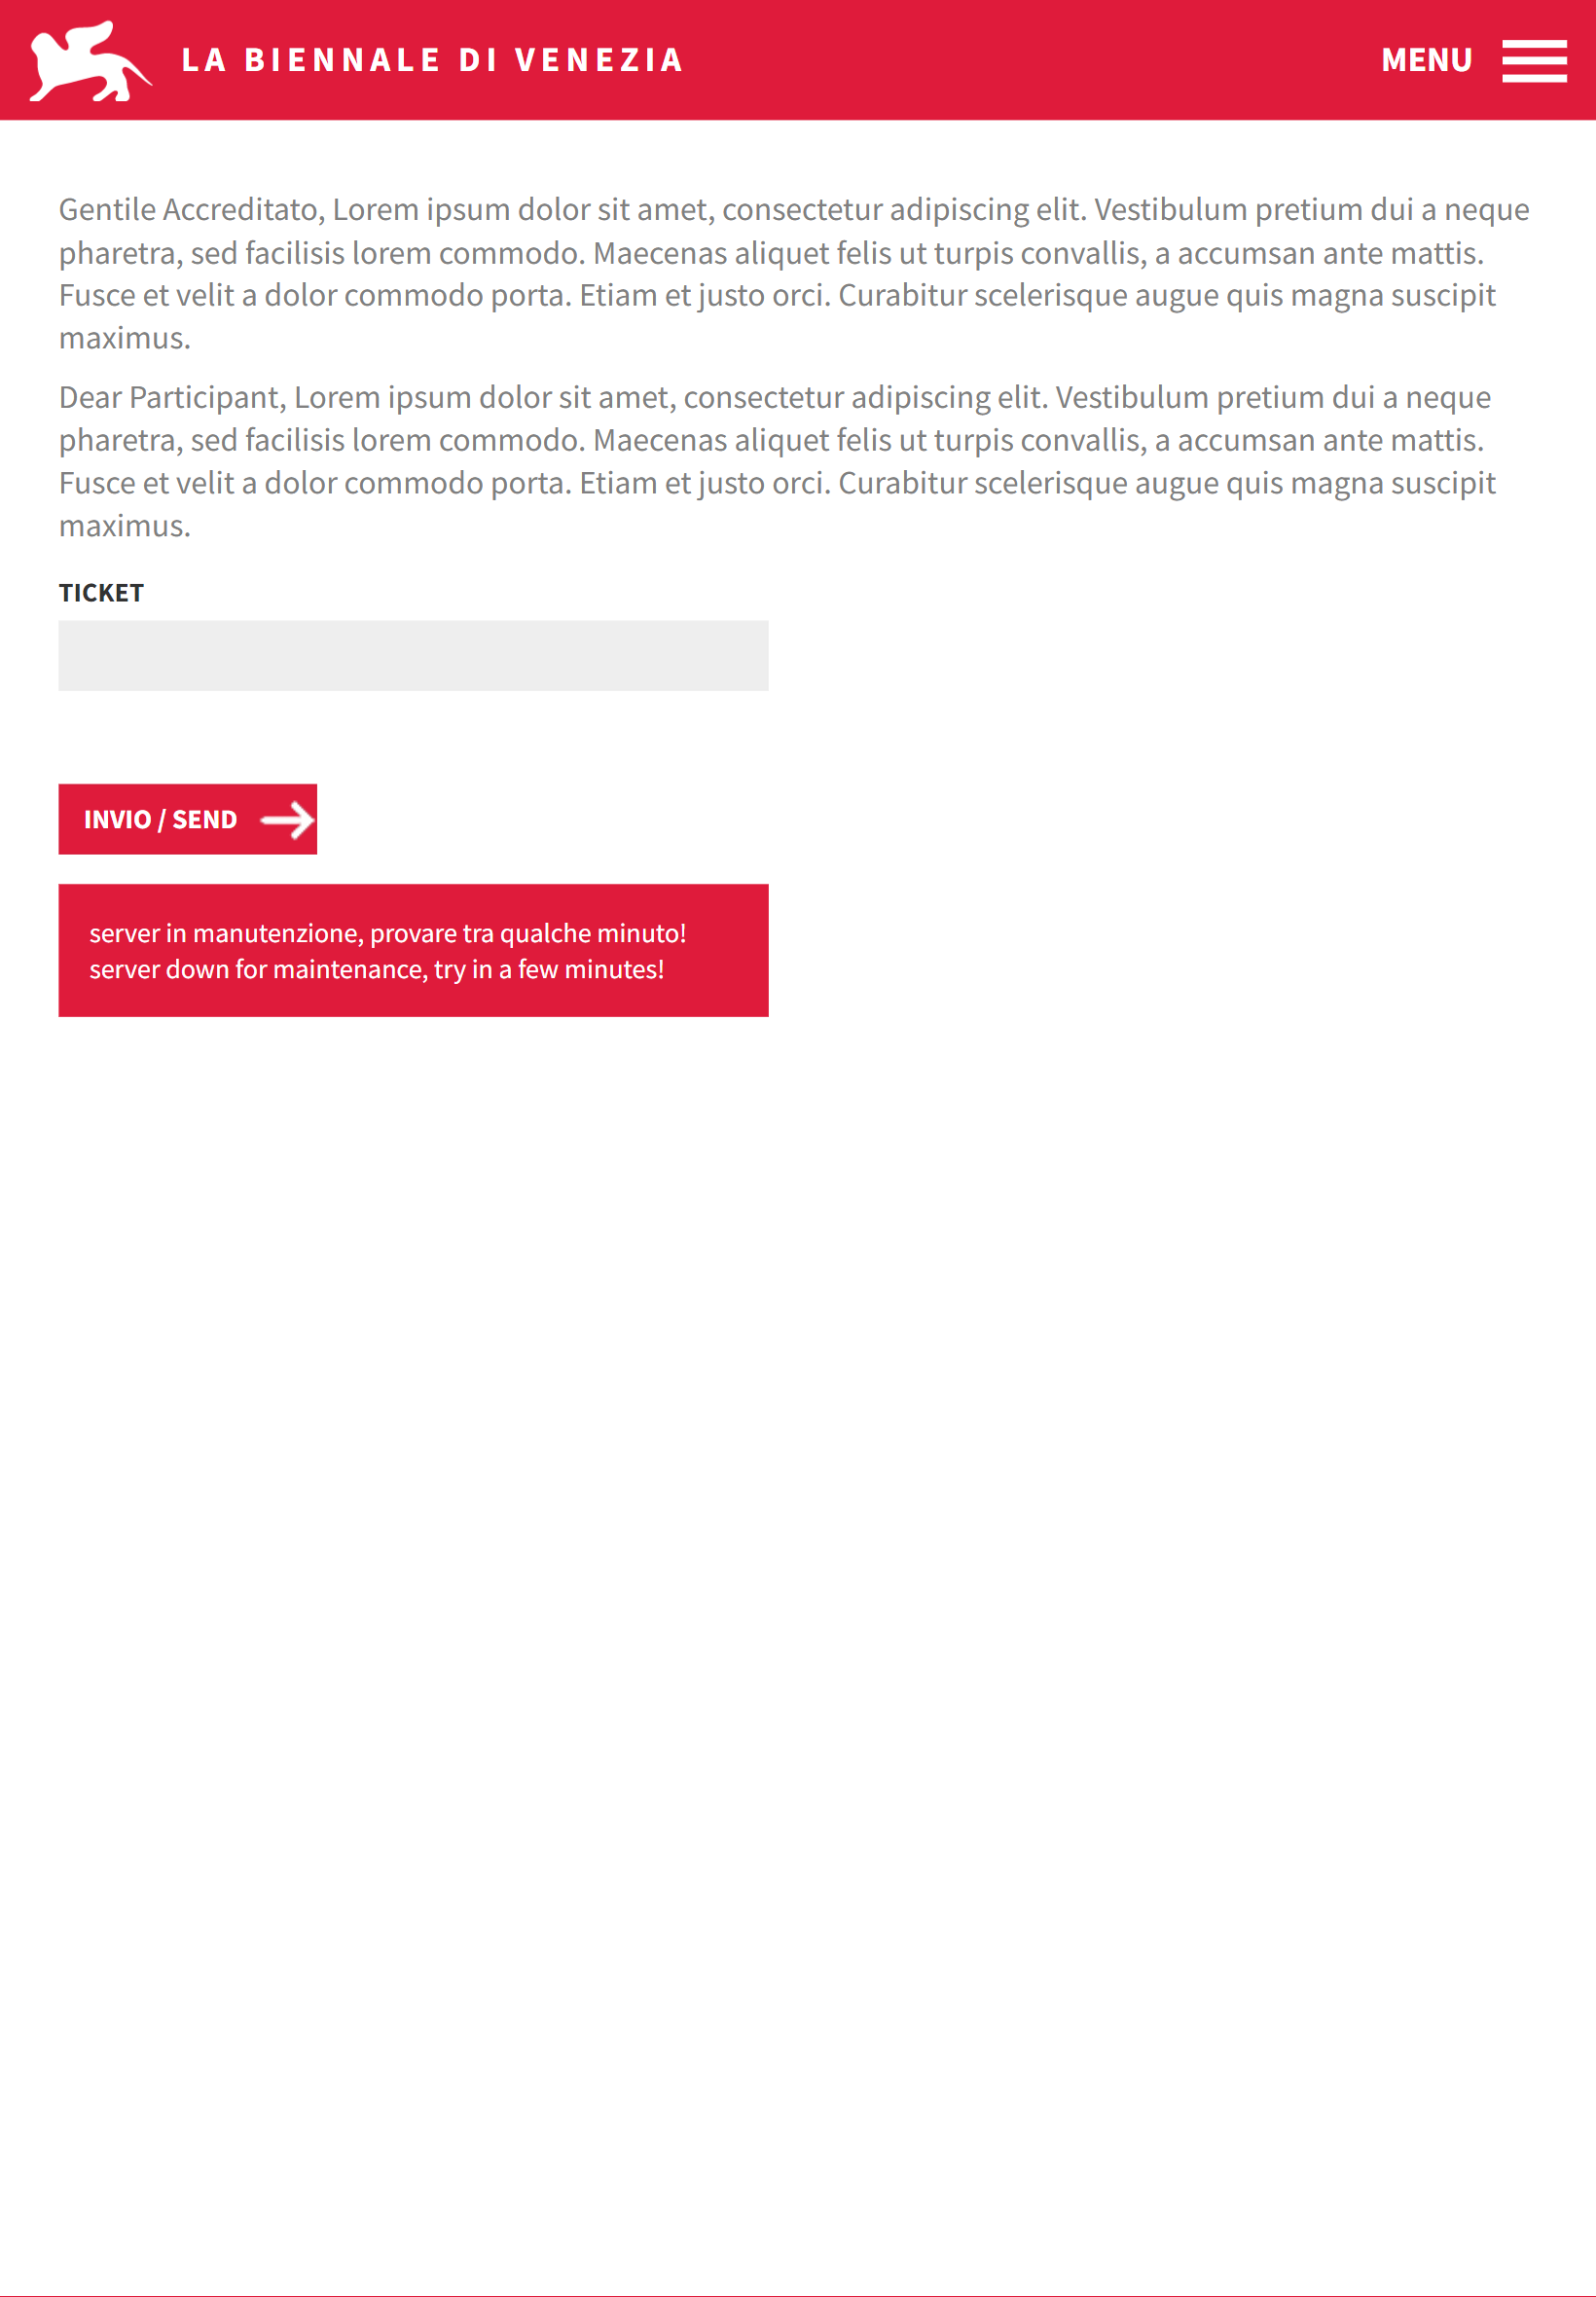 LA BIENNALE DI VENEZIA
MENU
Gentile Accreditato, Lorem ipsum dolor sit amet, consectetur adipiscing elit. Vestibulum pretium dui a neque
pharetra, sed facilisis lorem commodo. Maecenas aliquet felis ut turpis convallis, a accumsan ante mattis.
Fusce et velit a dolor commodo porta. Etiam et justo orci. Curabitur scelerisque augue quis magna suscipit
maximus.
Dear Participant, Lorem ipsum dolor sit amet, consectetur adipiscing elit. Vestibulum pretium dui a neque
pharetra, sed facilisis lorem commodo. Maecenas aliquet felis ut turpis convallis, a accumsan ante mattis.
Fusce et velit a dolor commodo porta. Etiam et justo orci. Curabitur scelerisque augue quis magna suscipit
maximus.
TICKET
INVIO / SEND
server in manutenzione, provare tra qualche minuto!
server down for maintenance, try in a few minutes!